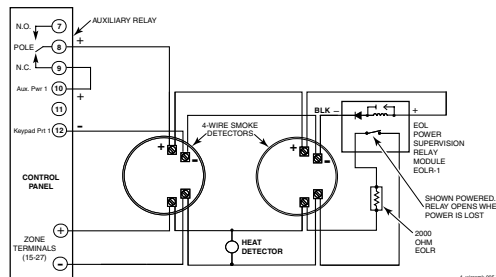 N.O.
7
AUXILIARY RELAY
+
POLE
8
N.C.
9
Aux. Pwr 1
10
+
11
Keypad Prt 1
12
-
CONTROL
PANEL
+
ZONE
TERMINALS
(15-27)
-
4-WIRE SMOKE
DETECTORS
+
-
+
-
HEAT
DETECTOR
BLK
-
+
EOL
POWER
SUPERVISION
RELAY
MODULE
EOLR-1
SHOWN POWERED.
RELAY OPENS WHE
POWER IS LOST
2000
OHM
EOLR